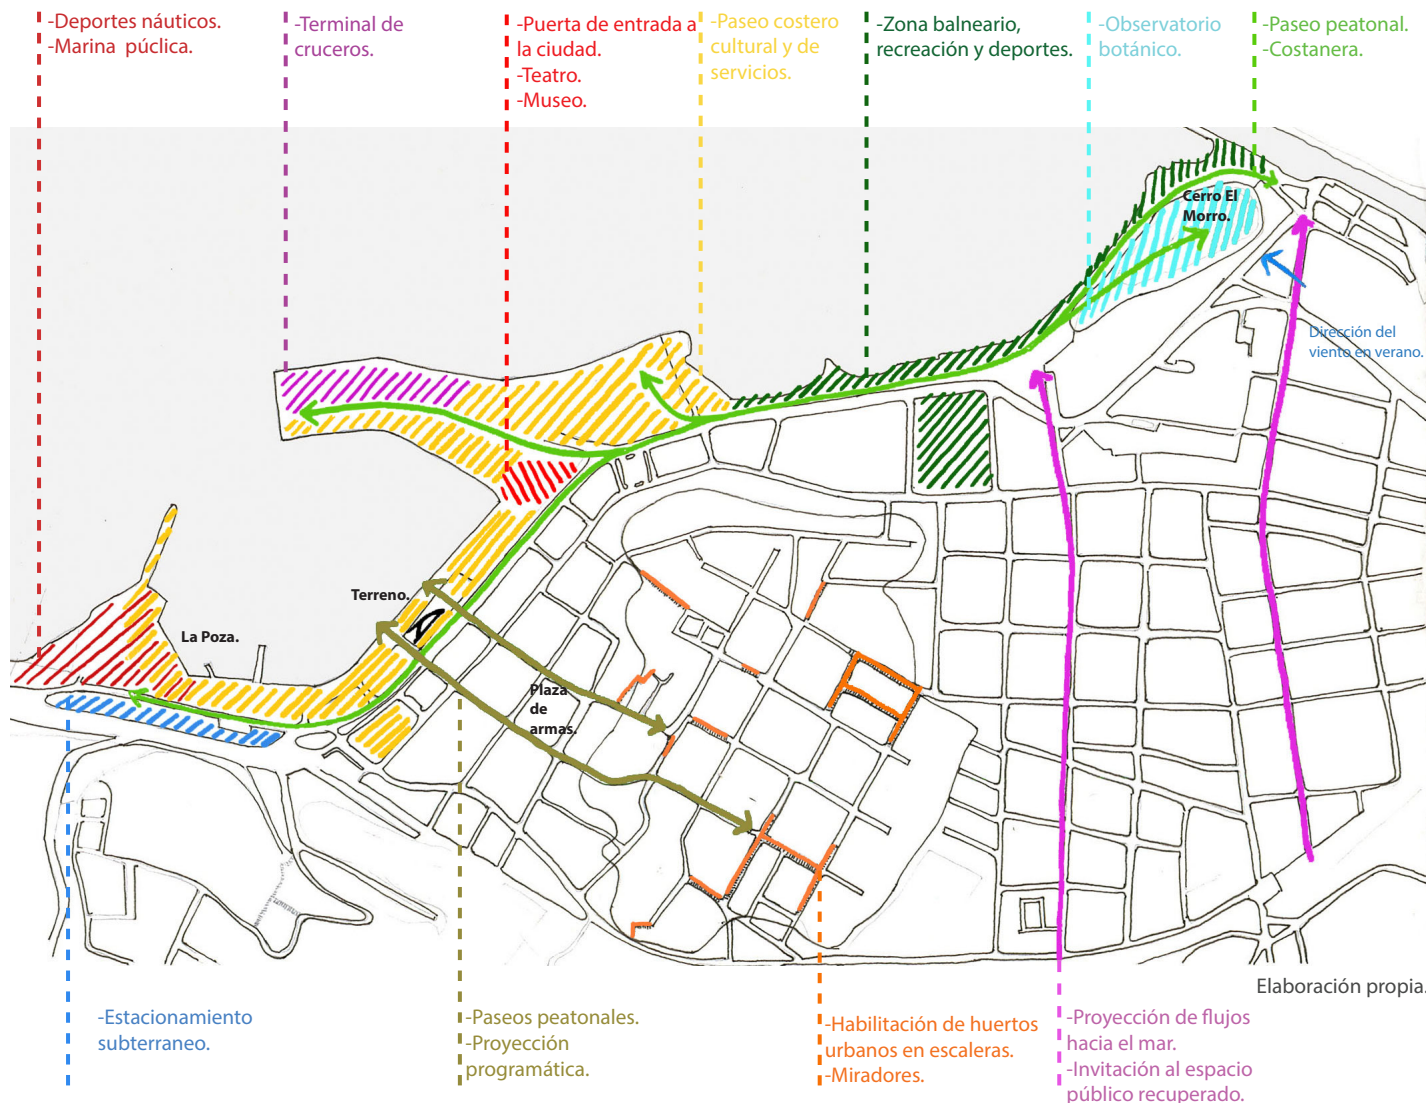 -Deportes náuticos.
-Marina púclica.
-Terminal de
cruceros.
-Puerta de entrada a
la ciudad.
-Teatro.
-Museo.
-Paseo costero
cultural y de
servicios.
-Zona balneario,
recreación y deportes.
-Observatorio
botánico.
-Paseo peatonal.
-Costanera.
Cerro El
Morro.
Dirección del
viento en verano.
Terreno.
La Poza.
Plaza
de
armas.
Elaboración propia.
-Estacionamiento
subterraneo.
-Paseos peatonales.
-Proyección
programática.
-Habilitación de huertos
urbanos en escaleras.
-Miradores.
-Proyección de flujos
hacia el mar.
-Invitación al espacio
público recuperado.